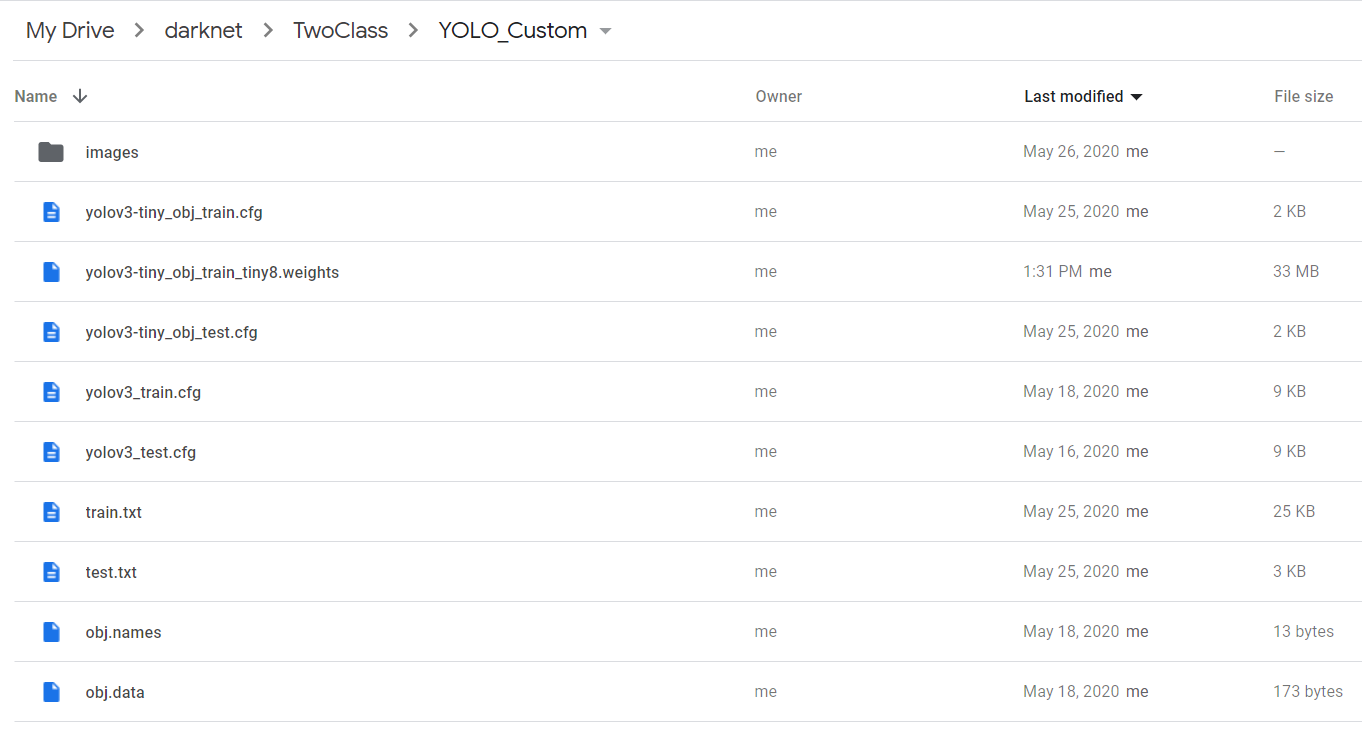 My Drive > darknet > TwoClass > YOLO_Custom
Name Owner Last modified File size
images me May 26, 2020 me —
yolov3-tiny_obj_train.cfg me May 25, 2020 me 2 KB
yolov3-tiny_obj_train_tiny8.weights me 1:31 PM me 33 MB
yolov3-tiny_obj_test.cfg me May 25, 2020 me 2 KB
yolov3_train.cfg me May 18, 2020 me 9 KB
yolov3_test.cfg me May 16, 2020 me 9 KB
train.txt me May 25, 2020 me 25 KB
test.txt me May 25, 2020 me 3 KB
obj.names me May 18, 2020 me 13 bytes
obj.data me May 18, 2020 me 173 bytes